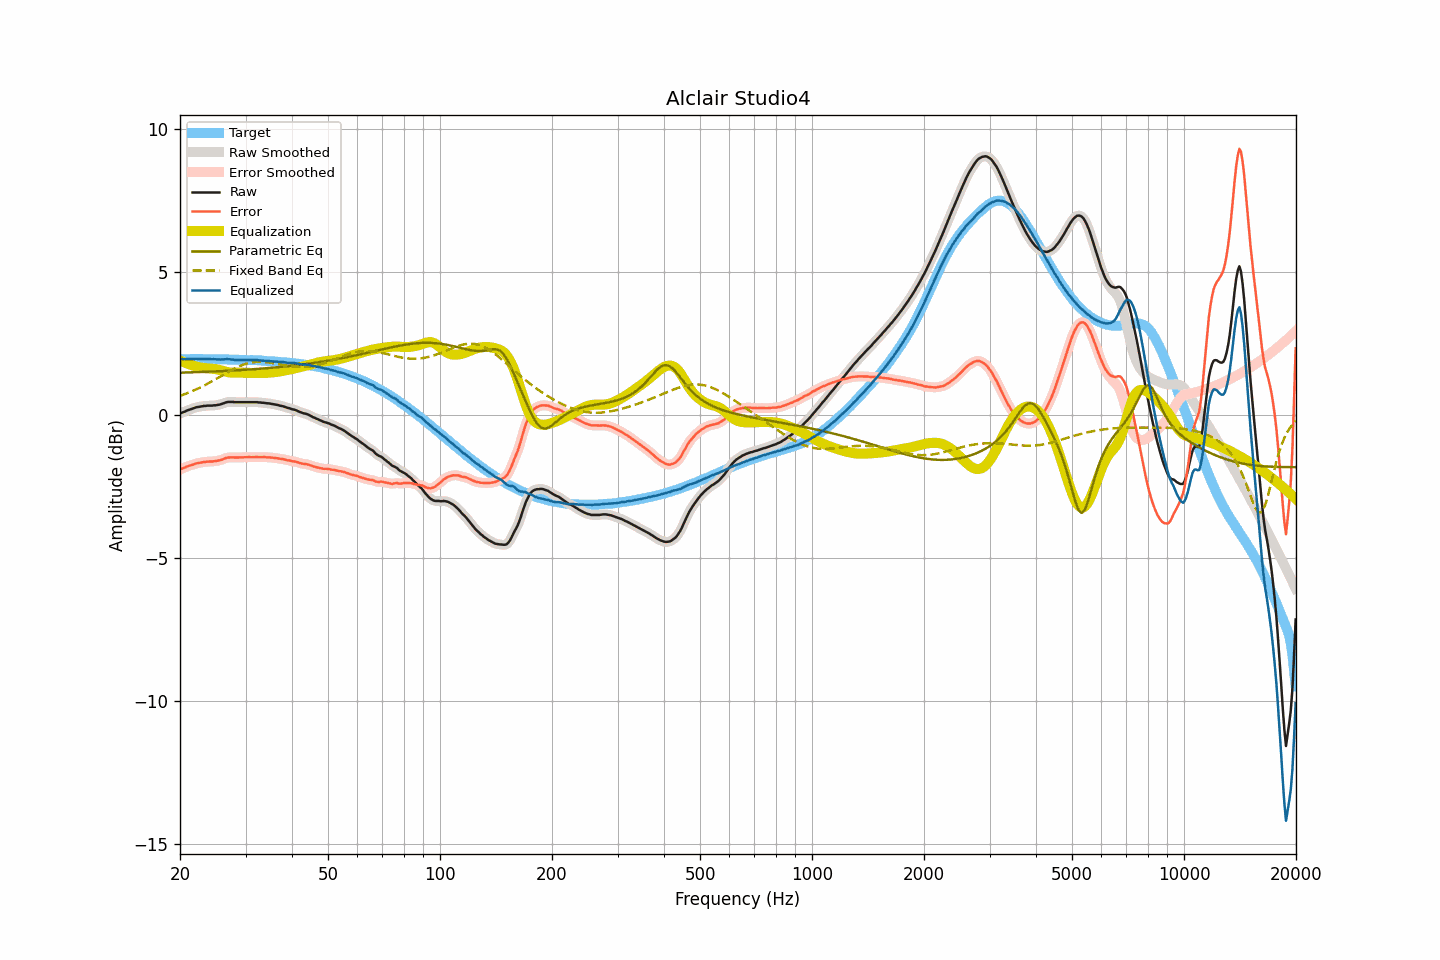 Alclair Studio4
10
5
0
−5
−10
−15
Amplitude (dBr)
Target
Raw Smoothed
Error Smoothed
Raw
Error
Equalization
Parametric Eq
Fixed Band Eq
Equalized
20 50 100 200 500 1000 2000 5000 10000 20000
Frequency (Hz)